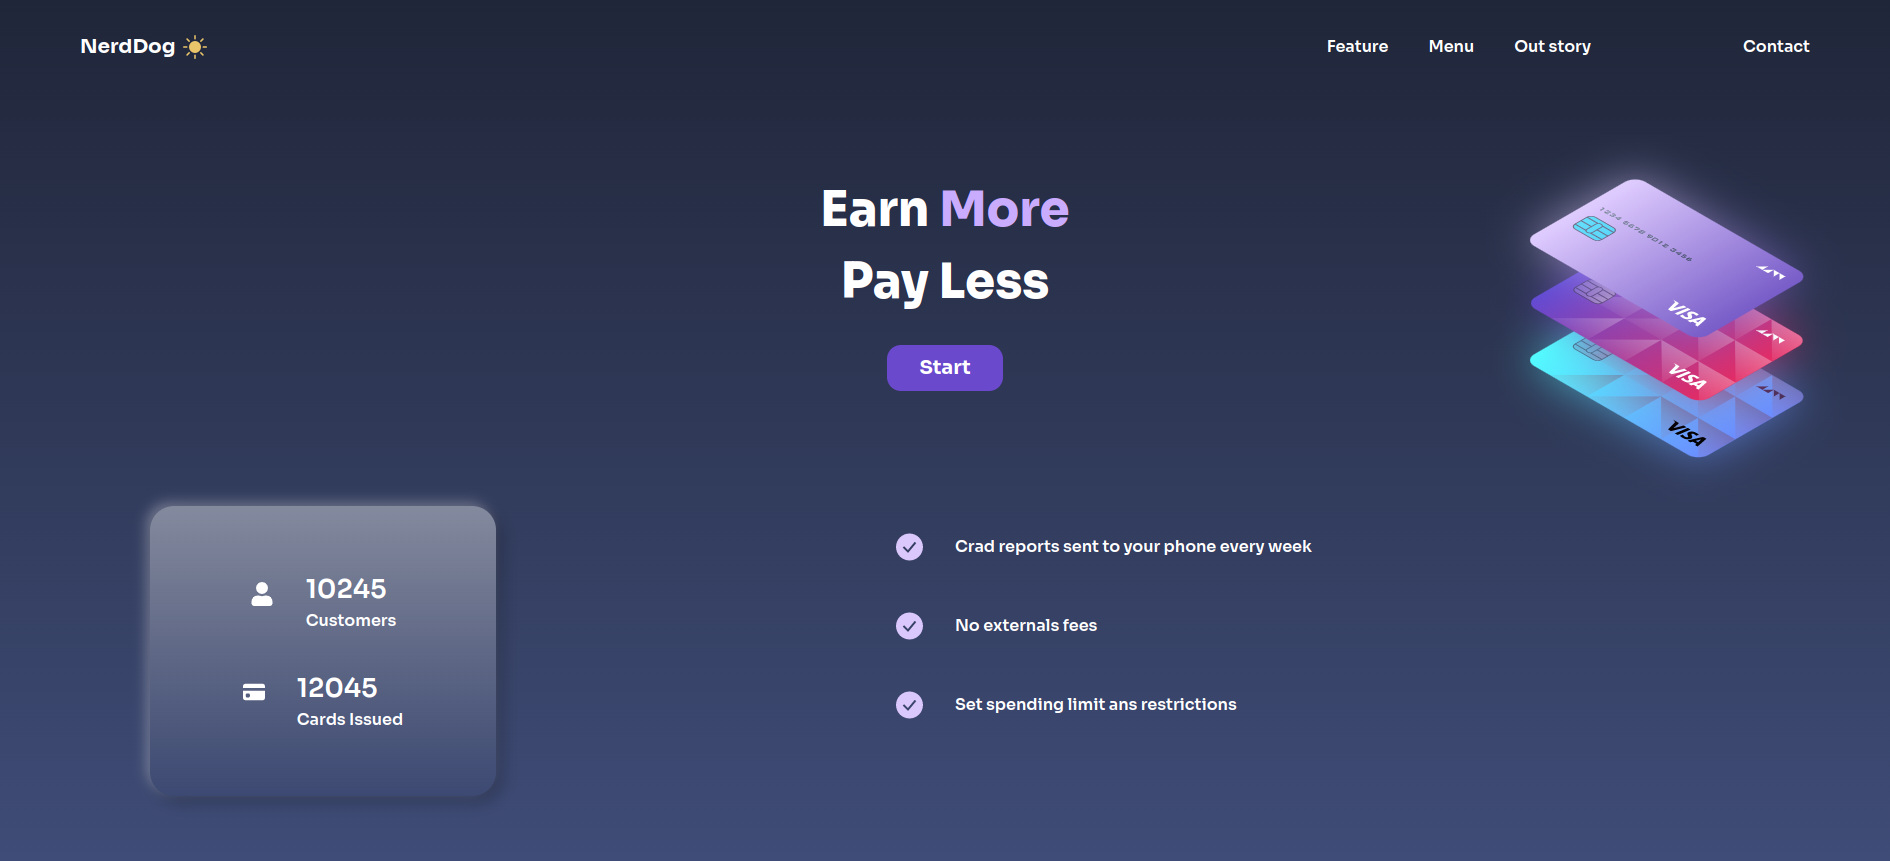 NerdDog
Feature Menu Out story Contact
Earn More
Pay Less
Start
1234 5678 9012 3456
VISA
VISA
VISA
10245
Customers
12045
Cards Issued
Crad reports sent to your phone every week
No externals fees
Set spending limit ans restrictions